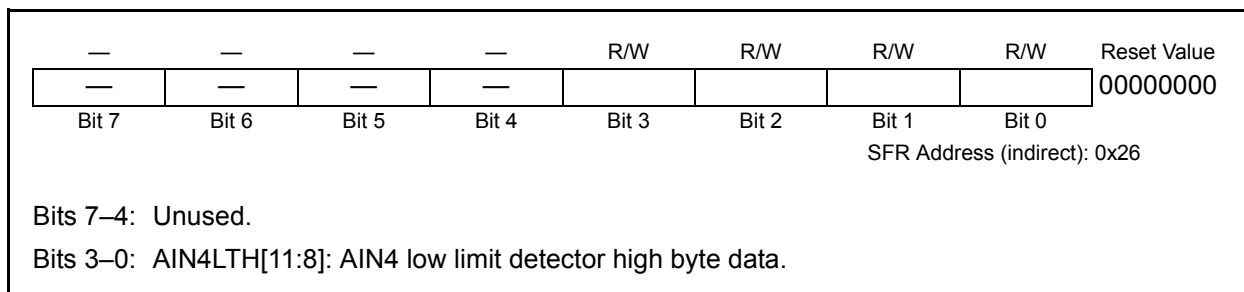 — — — — R/W R/W R/W R/W Reset Value
— — — — 00000000
Bit 7 Bit 6 Bit 5 Bit 4 Bit 3 Bit 2 Bit 1 Bit 0
SFR Address (indirect): 0x26
Bits 7–4: Unused.
Bits 3–0: AIN4LTH[11:8]: AIN4 low limit detector high byte data.